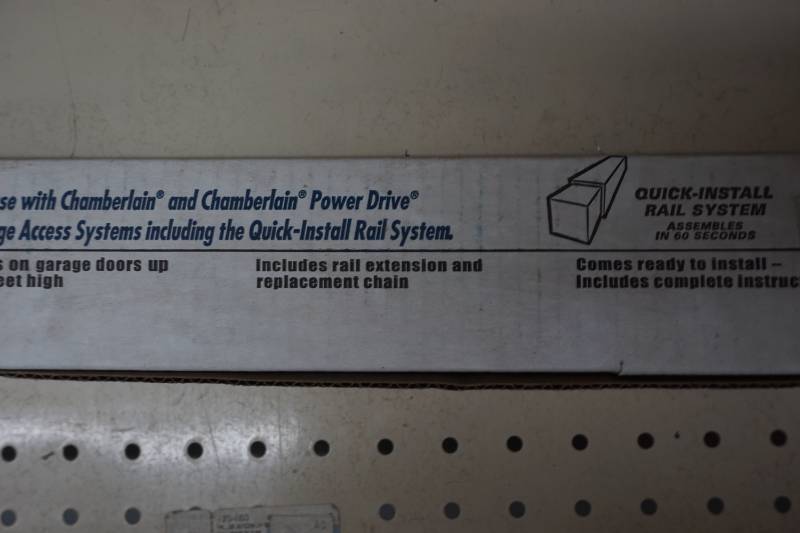 se with Chamberlain® and Chamberlain® Power Drive®
ge Access Systems including the Quick-Install Rail System.
s on garage doors up
eet high
Includes rail extension and
replacement chain
Comes ready to install –
Includes complete instruc
QUICK-INSTALL
RAIL SYSTEM
ASSEMBLES
IN 60 SECONDS